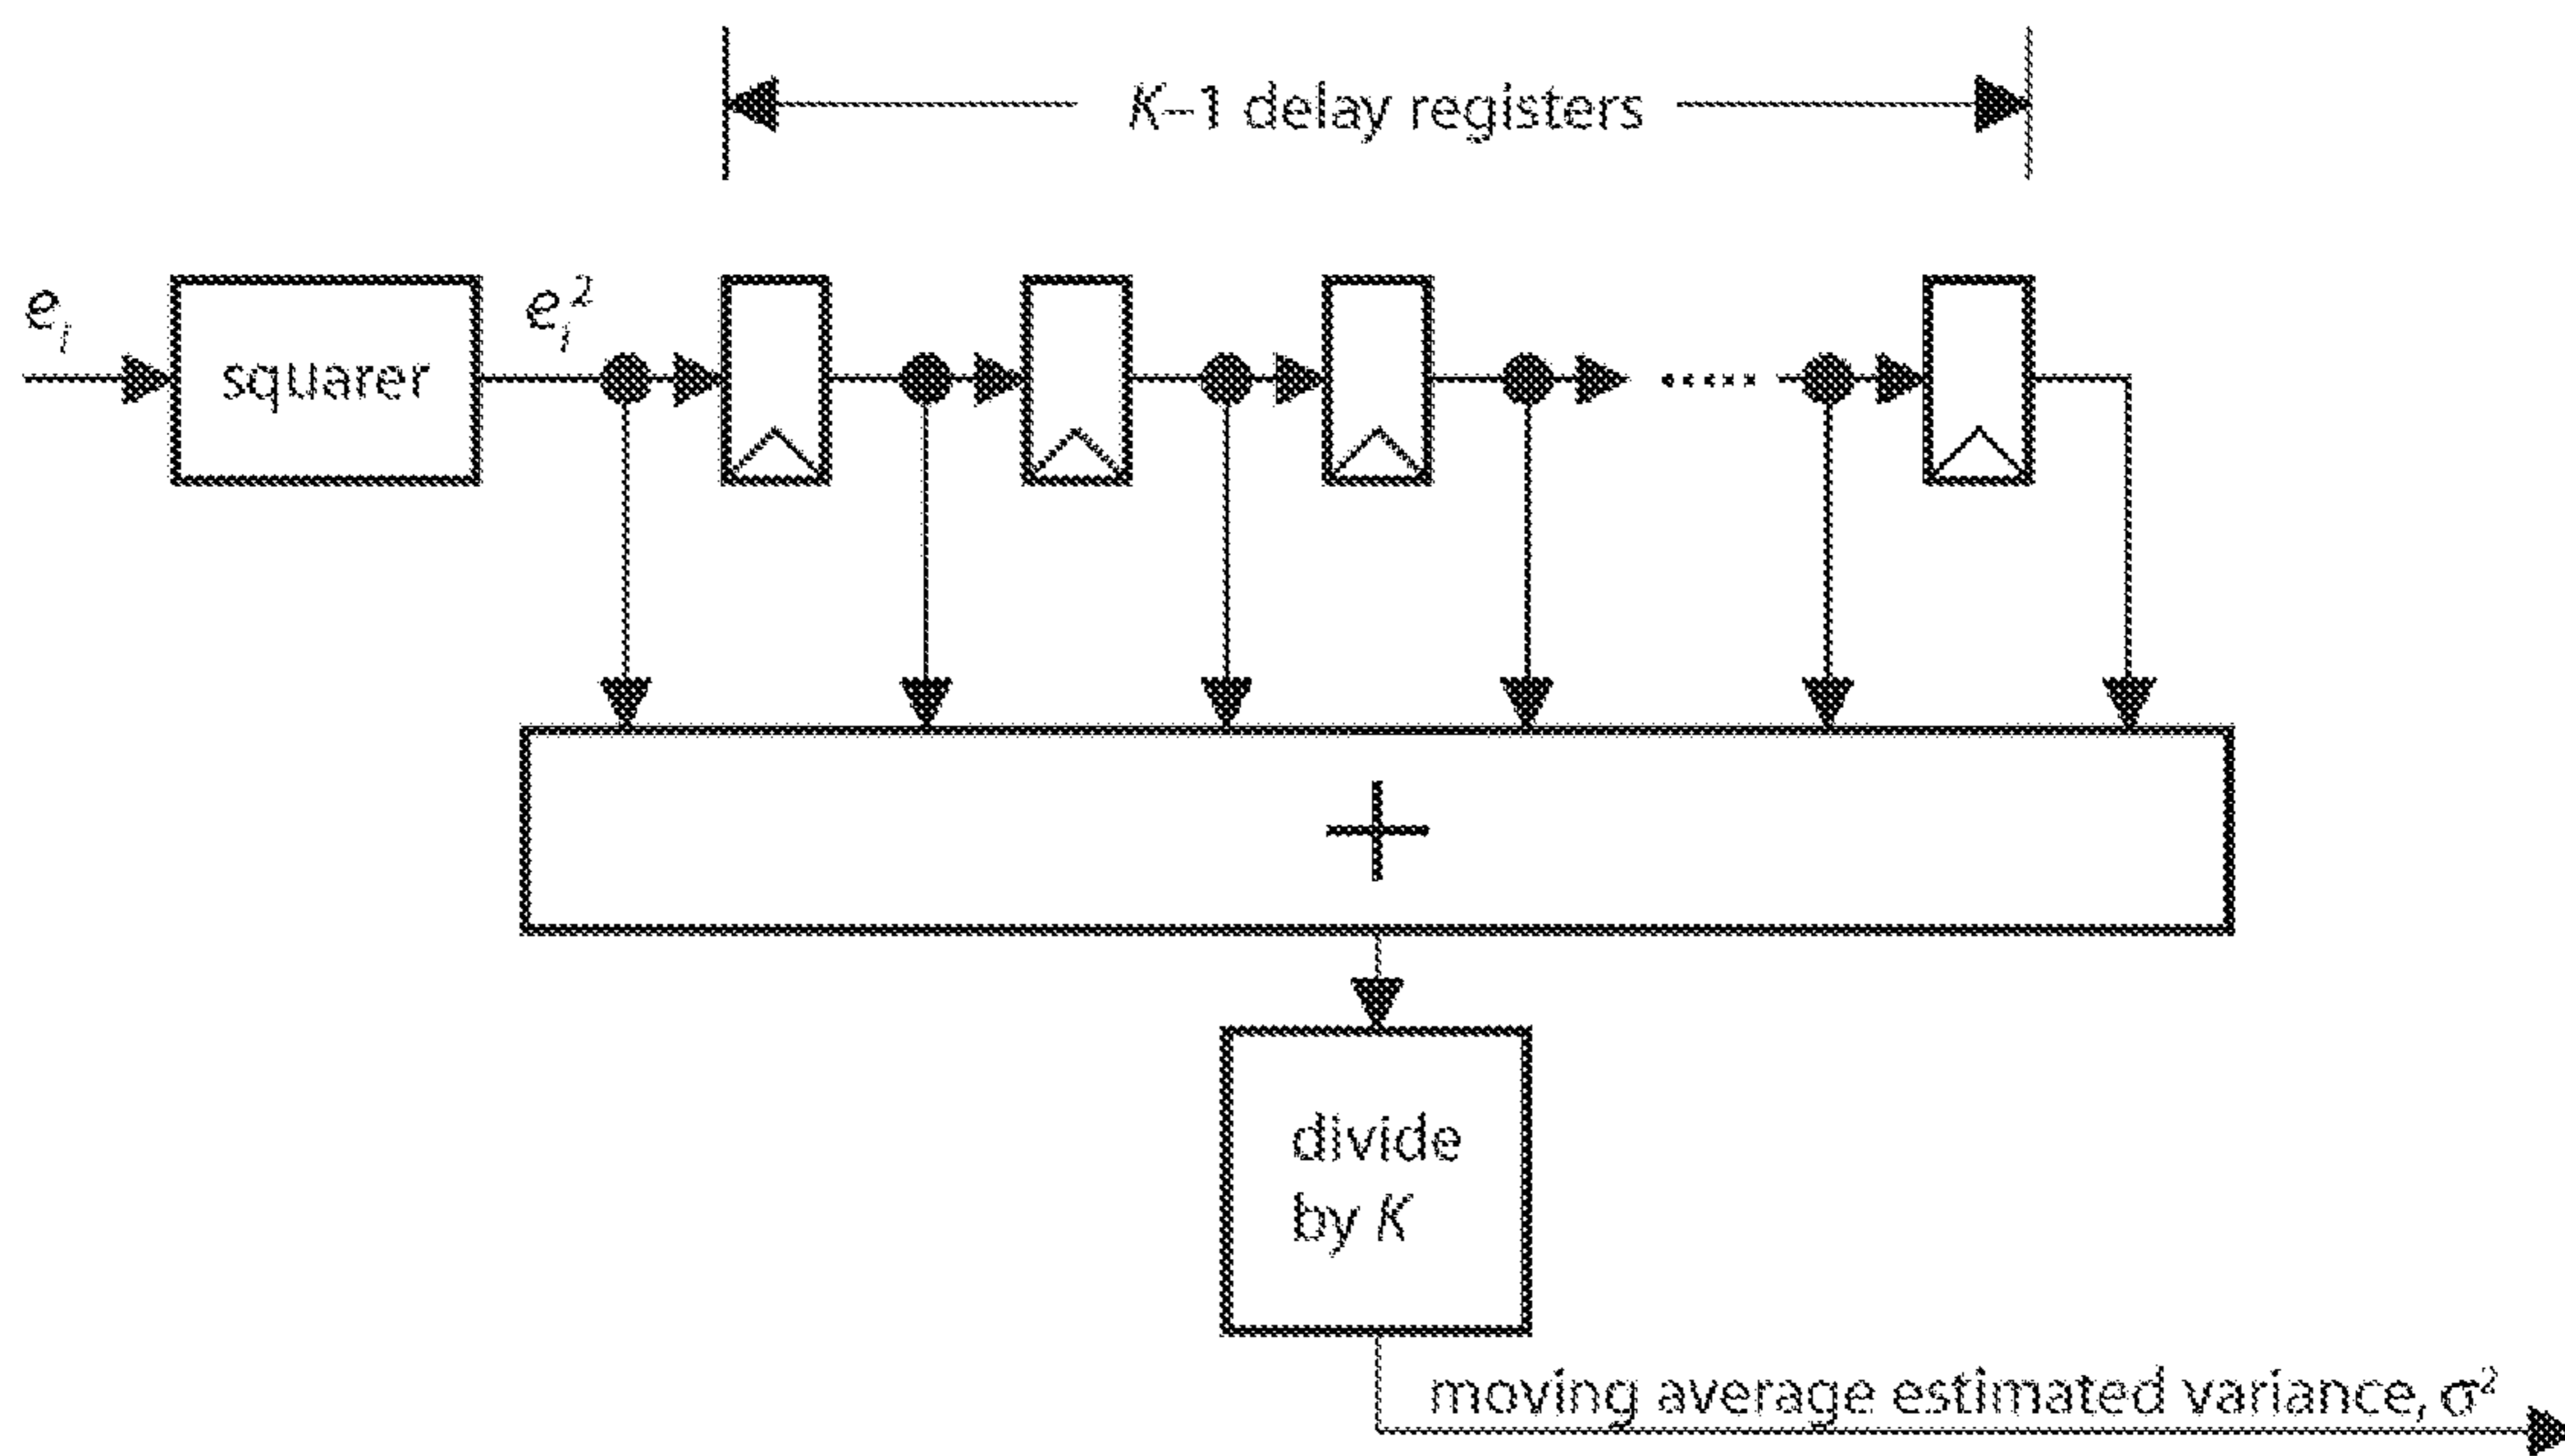 K–1 delay registers
e_i
e_i^2
squarer
+
divide
by K
moving average estimated variance, σ²